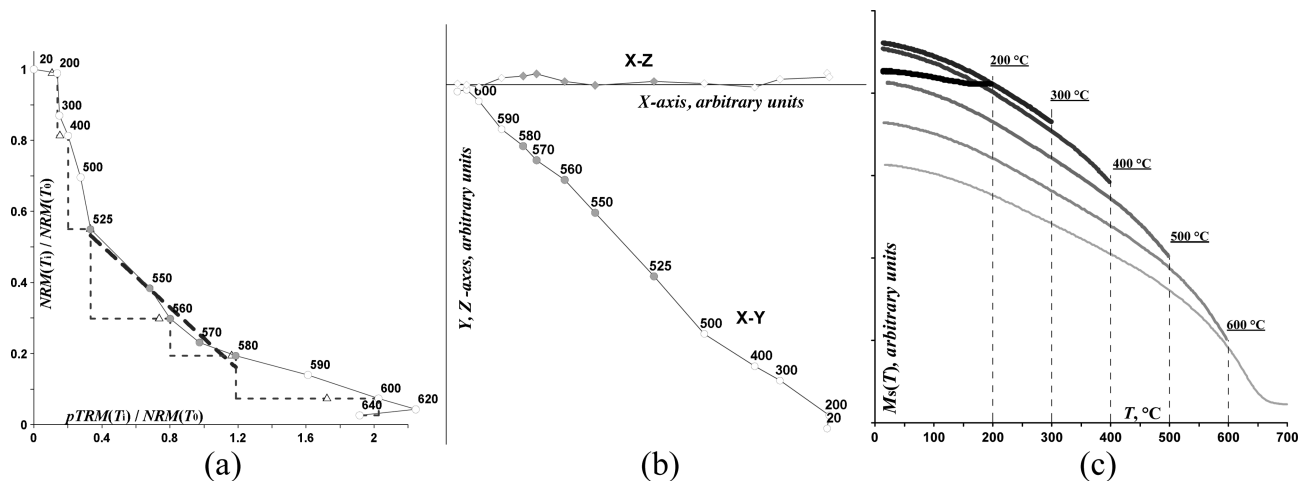 1
0.8
0.6
0.4
0.2
0
NRM(Ti) / NRM(T0)
20
200
300
400
500
525
550
560
570
580
590
600
620
640
pTRM(Ti) / NRM(T0)
0
0.4
0.8
1.2
1.6
2
(a)
X-Z
X-axis, arbitrary units
Y, Z -axes, arbitrary units
600
590
580
570
560
550
525
X-Y
500
400
300
200
20
(b)
Ms(T), arbitrary units
200 °C
300 °C
400 °C
500 °C
600 °C
T, °C
0
100
200
300
400
500
600
700
(c)